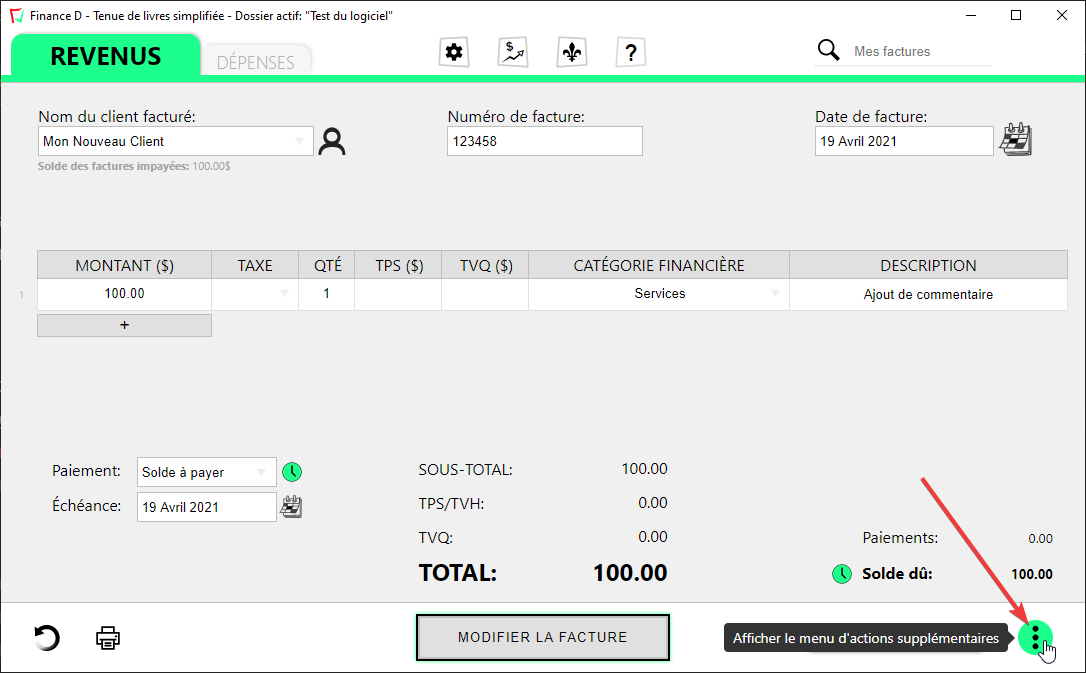 Finance D - Tenue de livres simplifiée - Dossier actif: "Test du logiciel"
REVENUS
DÉPENSES
$
?
Mes factures
Nom du client facturé:
Numéro de facture:
Date de facture:
Mon Nouveau Client
123458
19 Avril 2021
Solde des factures impayées: 100.00$
MONTANT ($) TAXE QTÉ TPS ($) TVQ ($) CATÉGORIE FINANCIÈRE DESCRIPTION
1 100.00 1 Services Ajout de commentaire
+
Paiement: Solde à payer
Échéance: 19 Avril 2021
SOUS-TOTAL: 100.00
TPS/TVH: 0.00
TVQ: 0.00
TOTAL: 100.00
Paiements: 0.00
Solde dû: 100.00
MODIFIER LA FACTURE
Afficher le menu d'actions supplémentaires